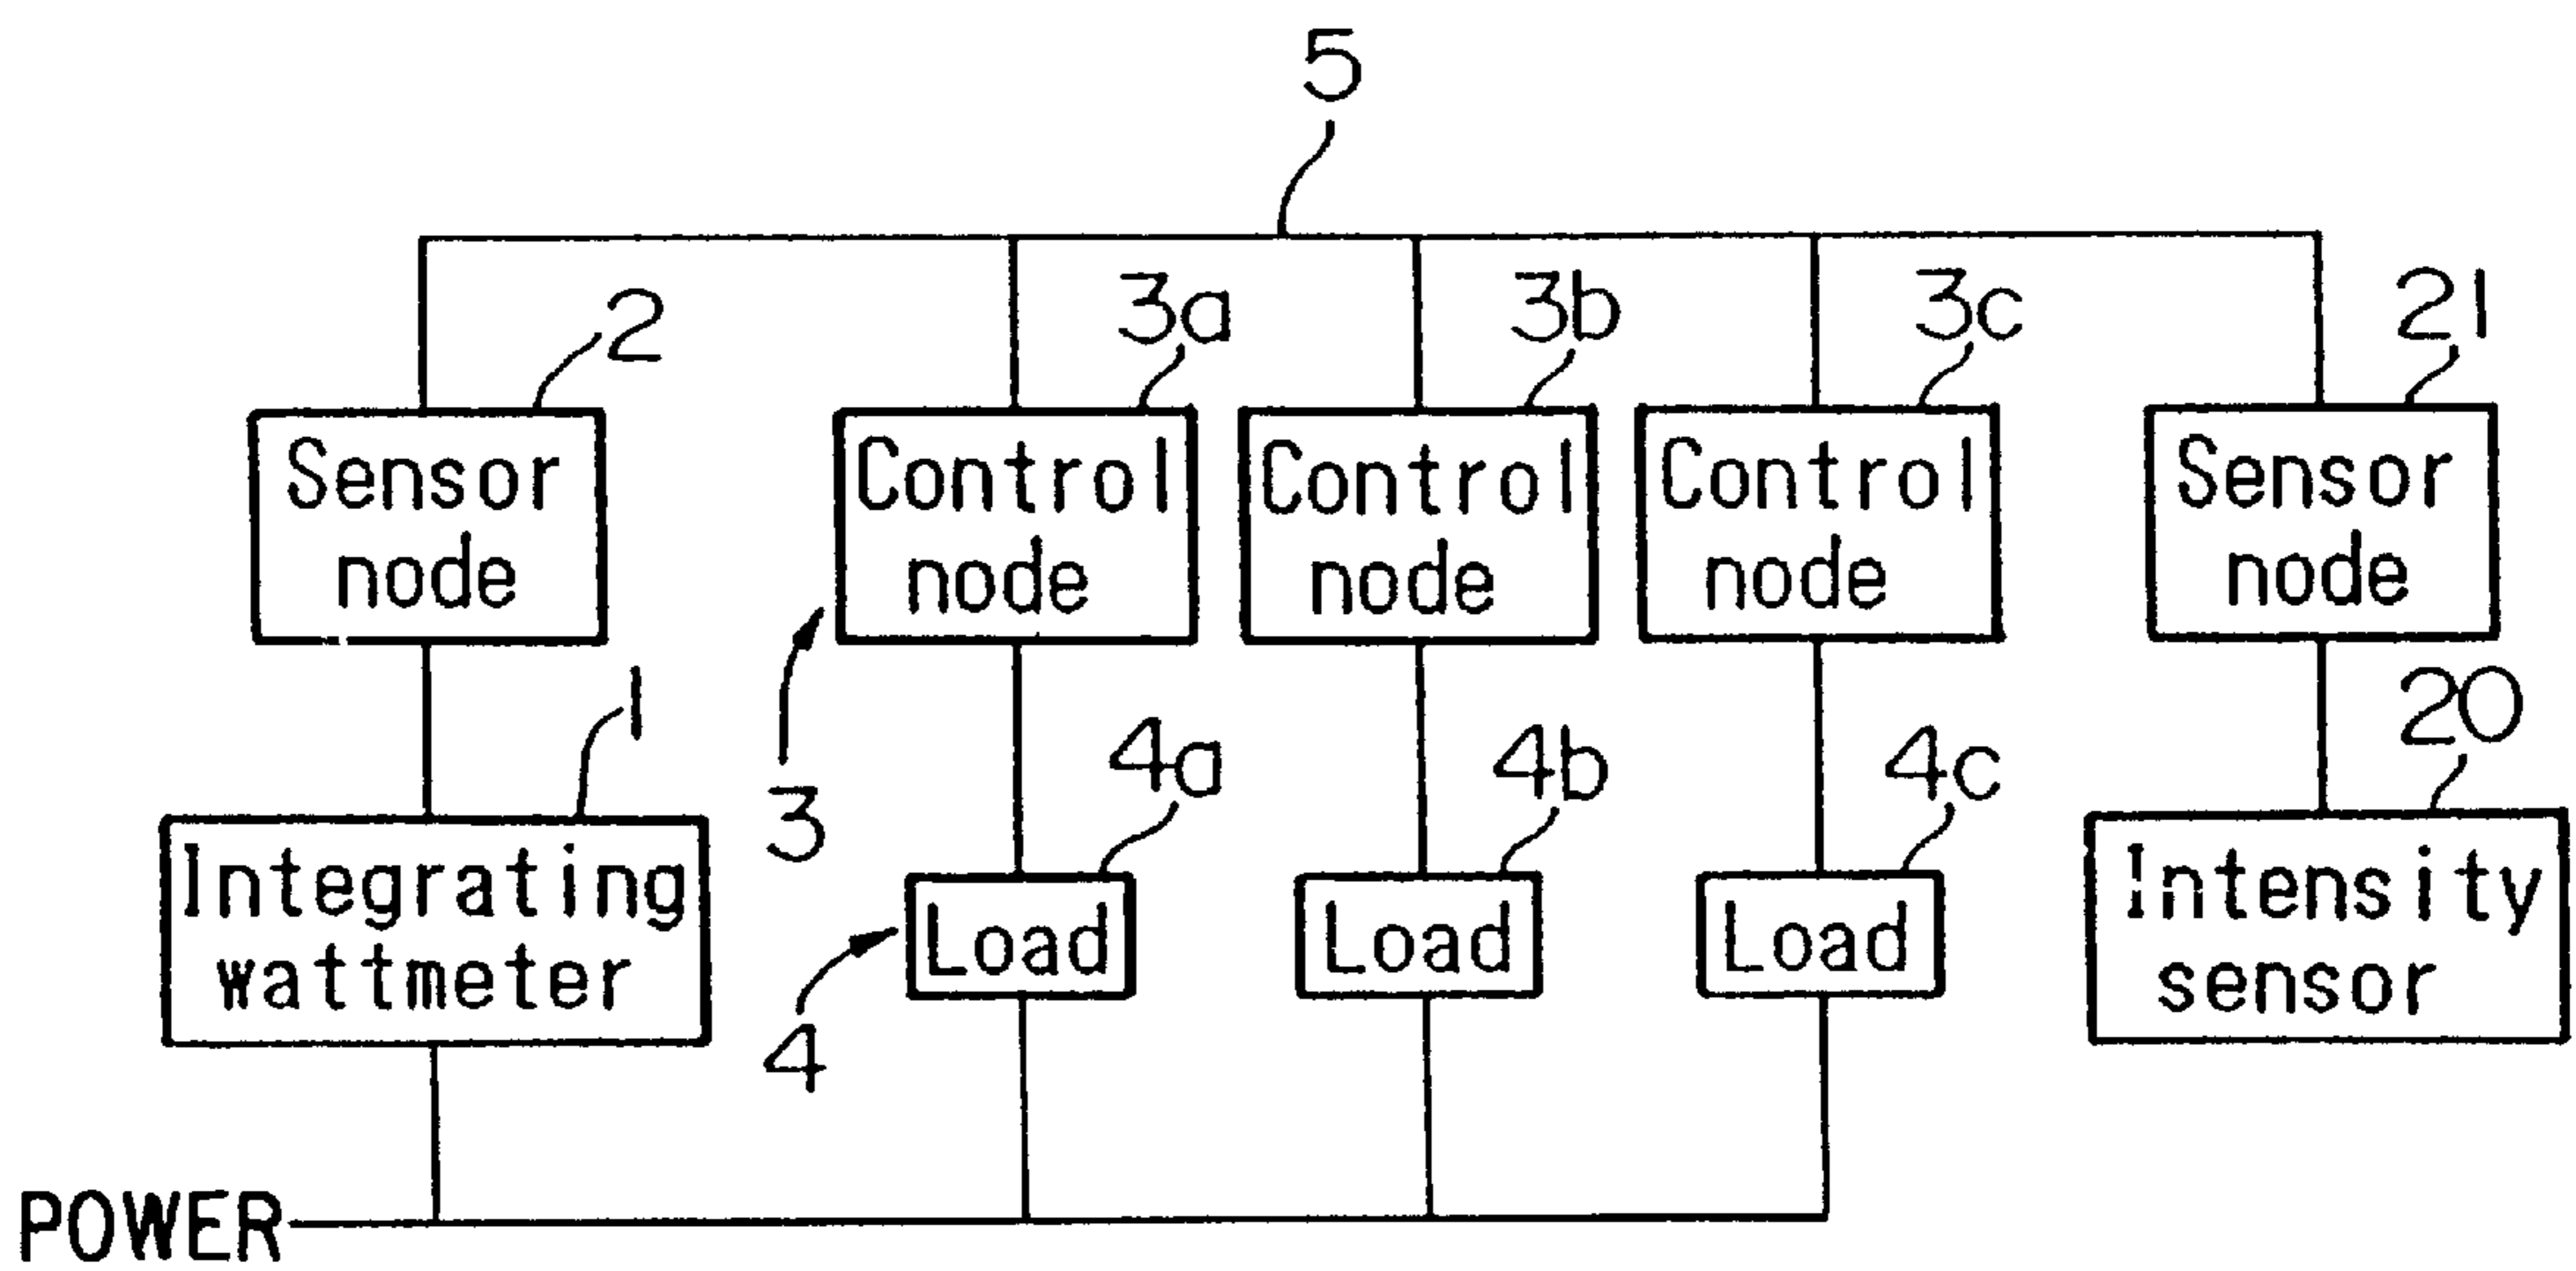 5
2
3a
3b
3c
21
Sensor
node
Control
node
Control
node
Control
node
Sensor
node
3
1
4a
4b
4c
20
Integrating
wattmeter
4
Load
Load
Load
Intensity
sensor
POWER